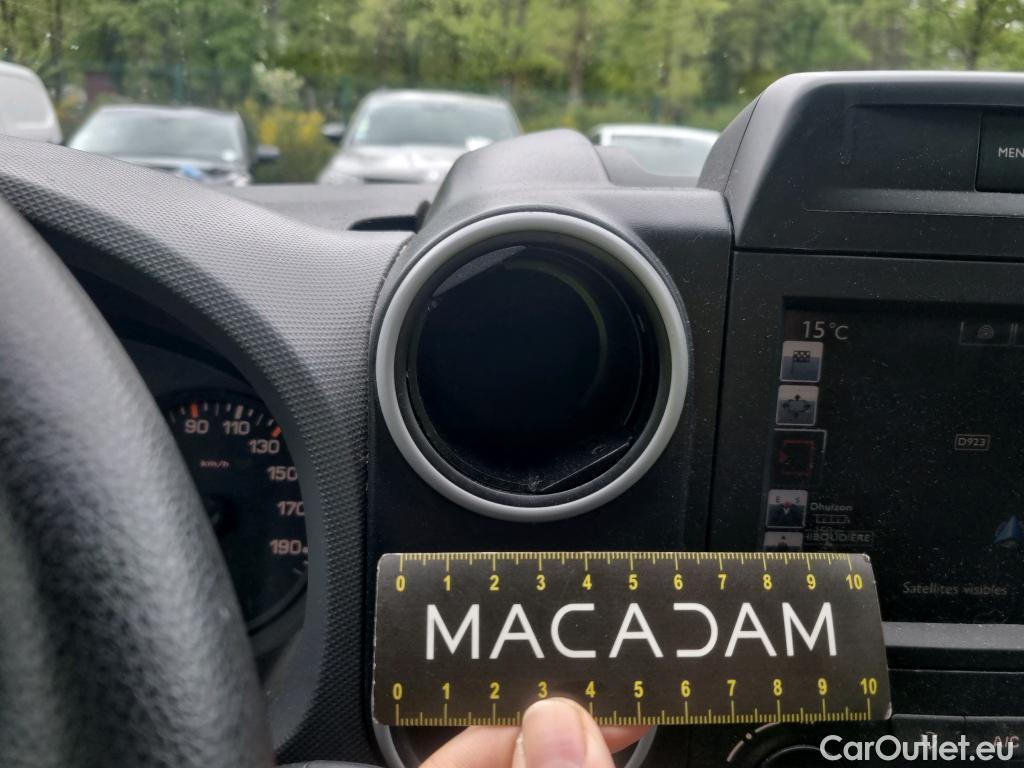 MEN
15°C
90 110
130
150
170
190
km/h
D923
E S
Dhuizon
Satellites visibles
0 1 2 3 4 5 6 7 8 9 10
MACADAM
0 1 2 3 4 5 6 7 8 9 10
A/C
CarOutlet.eu